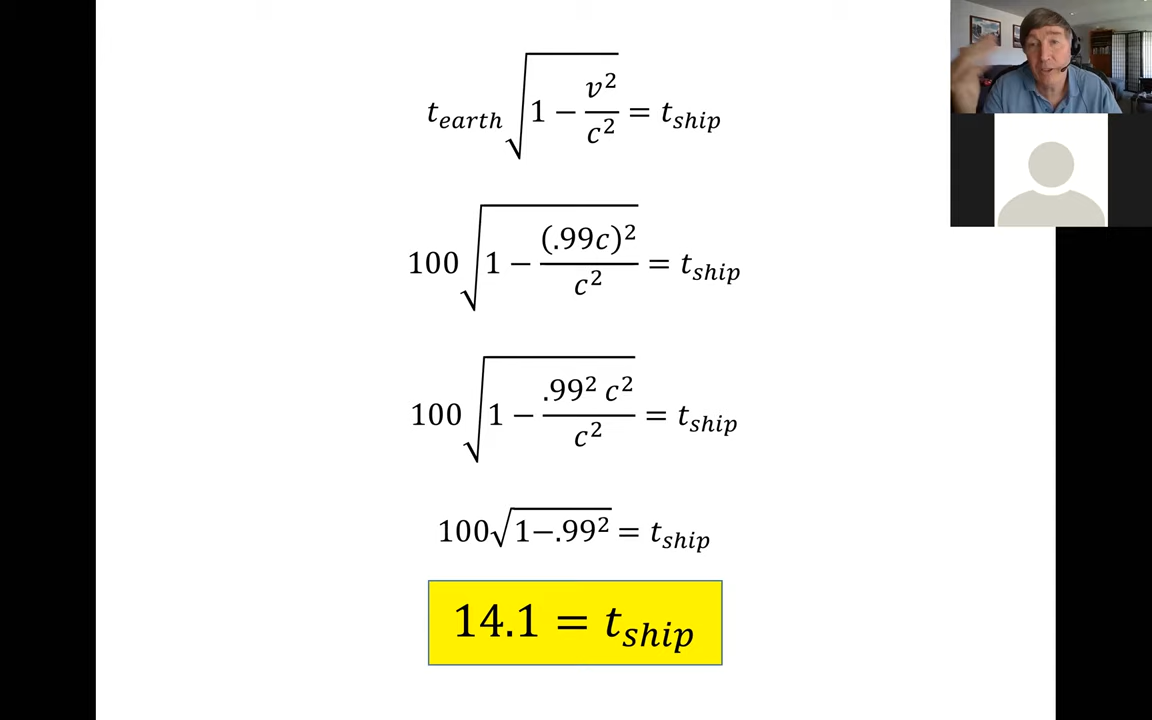 t_earth √(1 − v²/c²) = t_ship
100 √(1 − (.99c)²/c²) = t_ship
100 √(1 − .99² c²/c²) = t_ship
100√(1−.99²) = t_ship
14.1 = t_ship